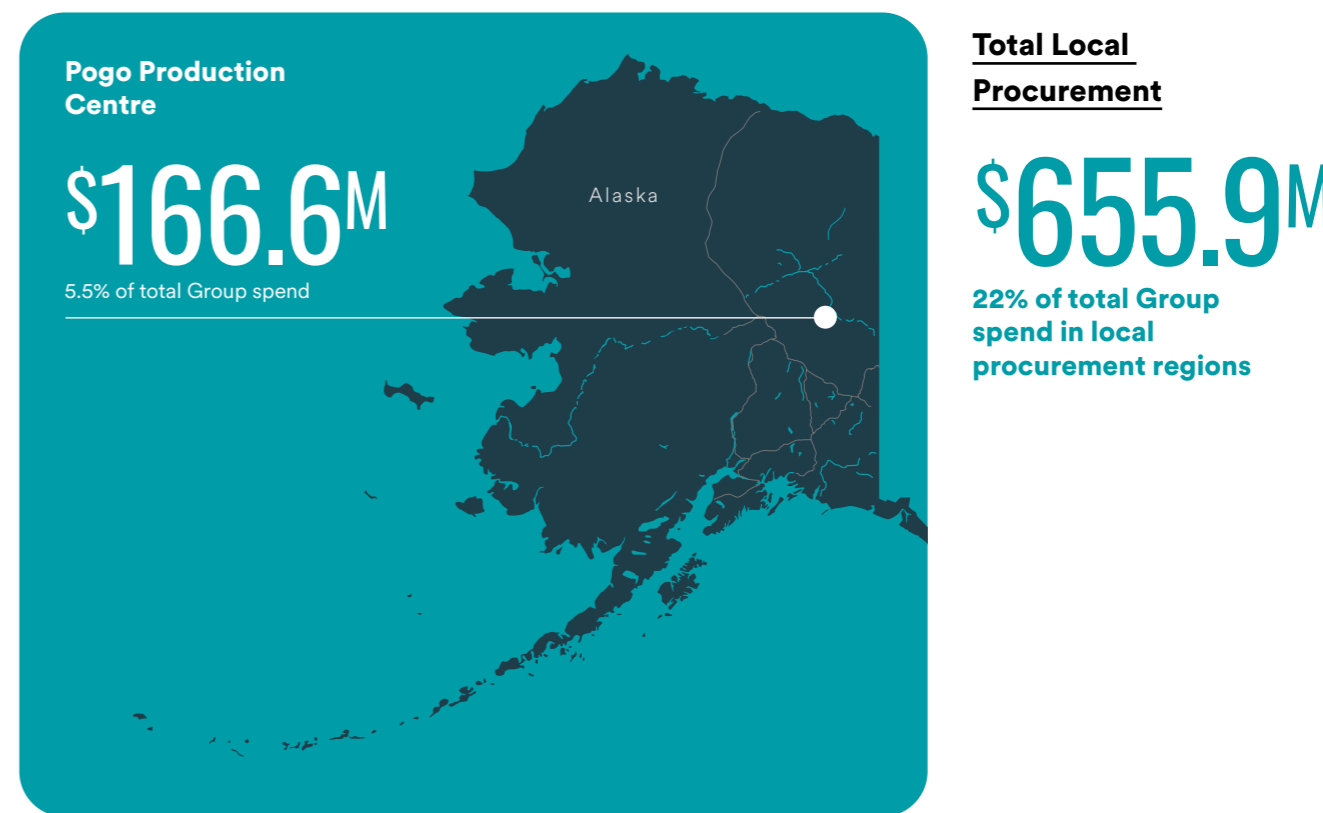 Pogo Production
Centre
$166.6M
5.5% of total Group spend
Alaska
Total Local
Procurement
$655.9M
22% of total Group
spend in local
procurement regions